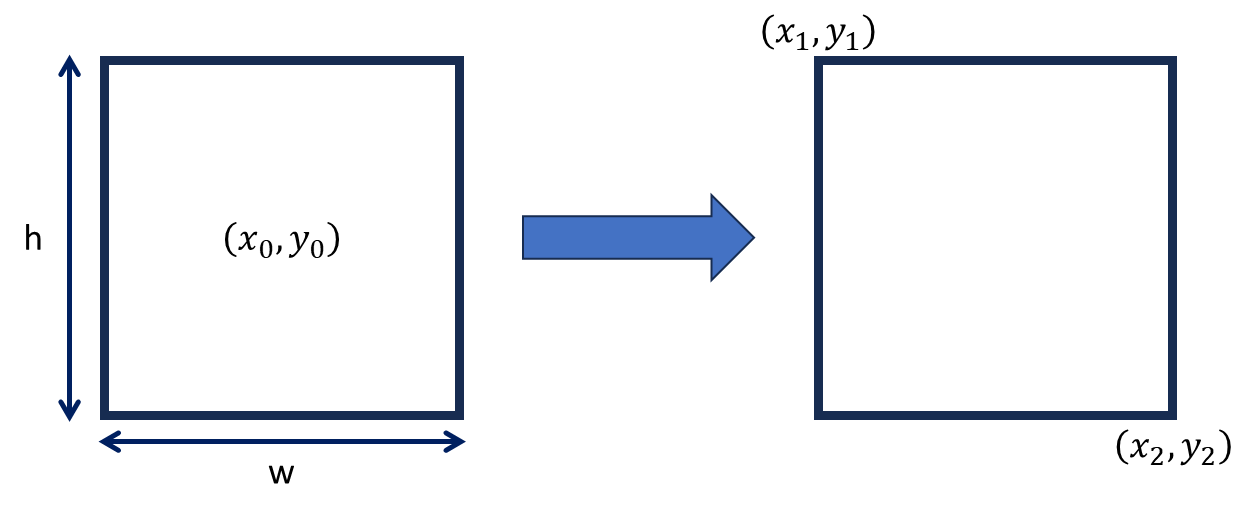 (x₁, y₁)
h
(x₀, y₀)
(x₂, y₂)
w